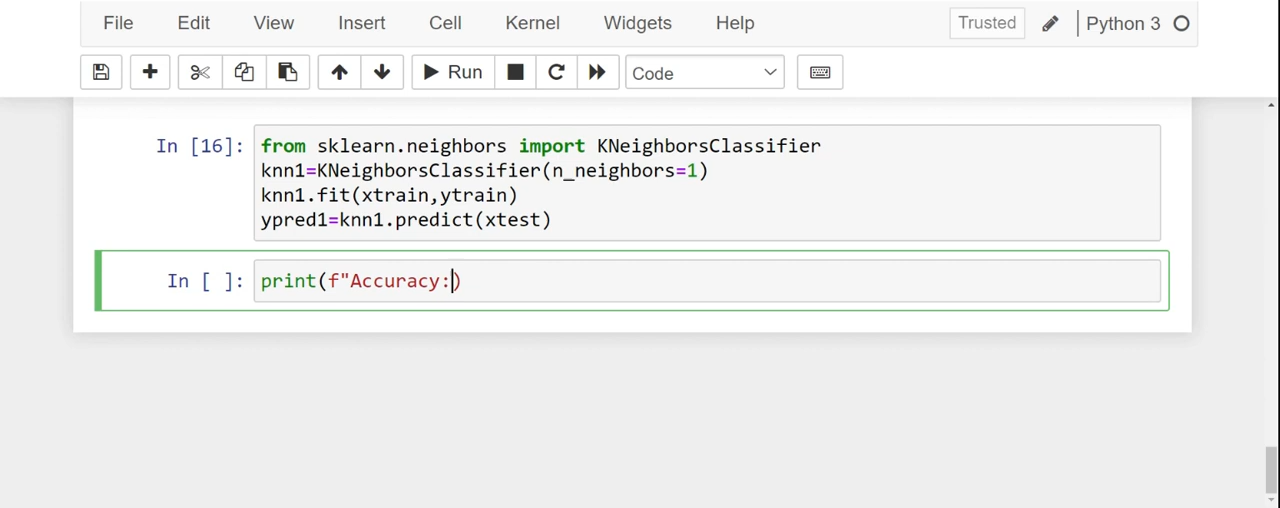 File Edit View Insert Cell Kernel Widgets Help Trusted Python 3
Run Code
In [16]: from sklearn.neighbors import KNeighborsClassifier
knn1=KNeighborsClassifier(n_neighbors=1)
knn1.fit(xtrain,ytrain)
ypred1=knn1.predict(xtest)
In [ ]: print(f"Accuracy:)